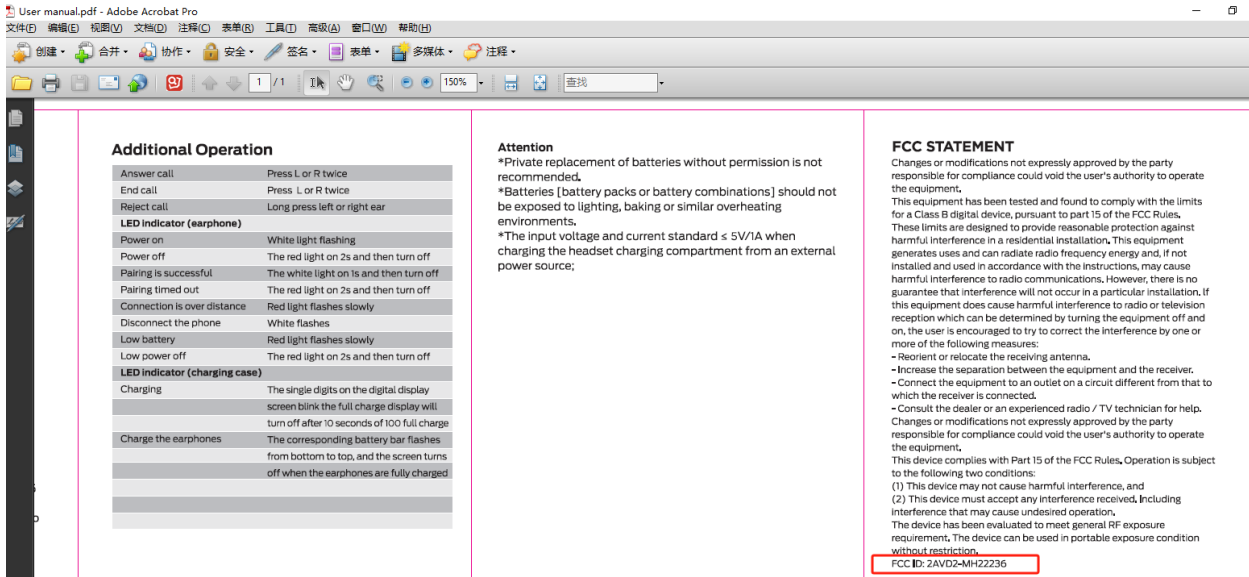 User manual.pdf - Adobe Acrobat Pro
文件(F) 编辑(E) 视图(V) 文档(D) 注释(C) 表单(R) 工具(T) 高级(A) 窗口(W) 帮助(H)
创建 合并 协作 安全 签名 表单 多媒体 注释
1 / 1 150% 查找
Additional Operation
Answer call Press L or R twice
End call Press L or R twice
Reject call Long press left or right ear
LED indicator (earphone)
Power on White light flashing
Power off The red light on 2s and then turn off
Pairing is successful The white light on 1s and then turn off
Pairing timed out The red light on 2s and then turn off
Connection is over distance Red light flashes slowly
Disconnect the phone White flashes
Low battery Red light flashes slowly
Low power off The red light on 2s and then turn off
LED indicator (charging case)
Charging The single digits on the digital display
screen blink the full charge display will
turn off after 10 seconds of 100 full charge
Charge the earphones The corresponding battery bar flashes
from bottom to top, and the screen turns
off when the earphones are fully charged
Attention
*Private replacement of batteries without permission is not
recommended.
*Batteries [battery packs or battery combinations] should not
be exposed to lighting, baking or similar overheating
environments.
*The input voltage and current standard ≤ 5V/1A when
charging the headset charging compartment from an external
power source;
FCC STATEMENT
Changes or modifications not expressly approved by the party
responsible for compliance could void the user's authority to operate
the equipment.
This equipment has been tested and found to comply with the limits
for a Class B digital device, pursuant to part 15 of the FCC Rules.
These limits are designed to provide reasonable protection against
harmful interference in a residential installation. This equipment
generates uses and can radiate radio frequency energy and, if not
installed and used in accordance with the instructions, may cause
harmful interference to radio communications. However, there is no
guarantee that interference will not occur in a particular installation. If
this equipment does cause harmful interference to radio or television
reception which can be determined by turning the equipment off and
on, the user is encouraged to try to correct the interference by one or
more of the following measures:
- Reorient or relocate the receiving antenna.
- Increase the separation between the equipment and the receiver.
- Connect the equipment to an outlet on a circuit different from that to
which the receiver is connected.
- Consult the dealer or an experienced radio / TV technician for help.
Changes or modifications not expressly approved by the party
responsible for compliance could void the user's authority to operate
the equipment.
This device complies with Part 15 of the FCC Rules. Operation is subject
to the following two conditions:
(1) This device may not cause harmful interference, and
(2) This device must accept any interference received. Including
interference that may cause undesired operation.
The device has been evaluated to meet general RF exposure
requirement. The device can be used in portable exposure condition
without restriction.
FCC ID: 2AVD2-MH22236